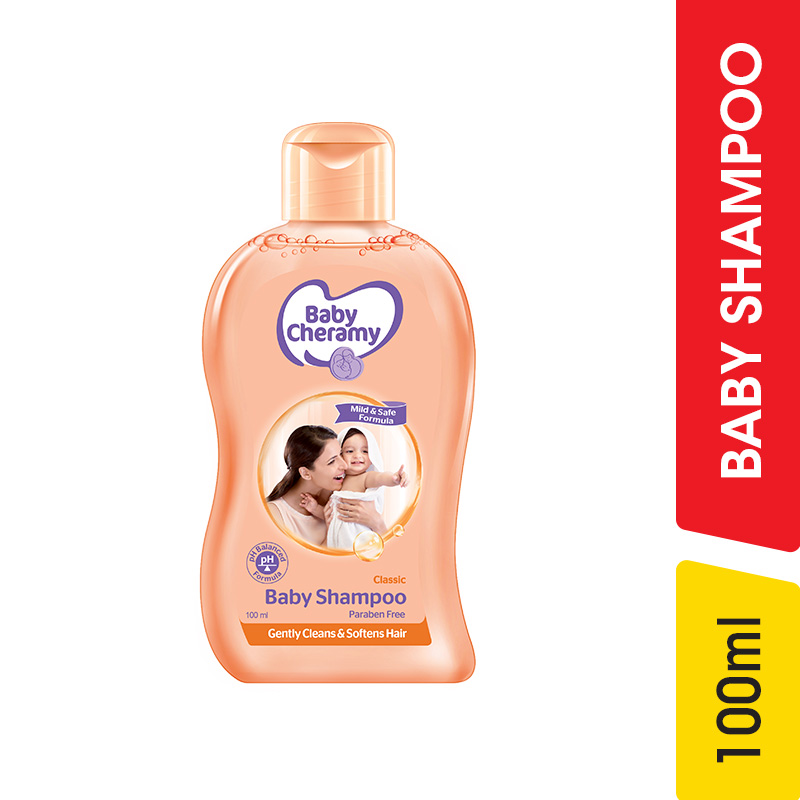 Baby
Cheramy
Mild & Safe
Formula
pH Balanced
pH
Formula
Classic
Baby Shampoo
100 ml
Paraben Free
Gently Cleans & Softens Hair
BABY SHAMPOO
100ml